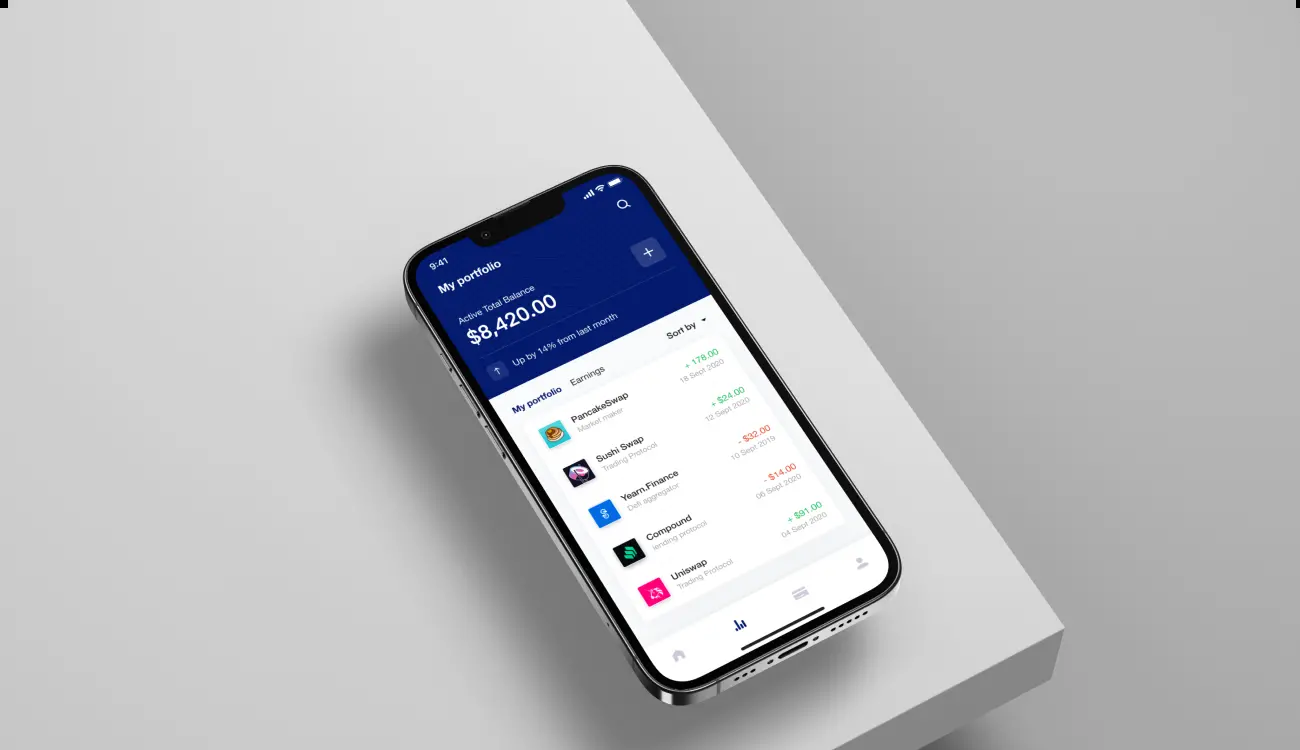 9:41
My portfolio
Active Total Balance
$8,420.00
Up by 14% from last month
My portfolio Earnings Sort by
PancakeSwap + 178.00
Market maker 18 Sept 2020
Sushi Swap + $24.00
Trading Protocol 12 Sept 2020
Yearn.Finance - $32.00
Defi aggregator 10 Sept 2019
Compound - $14.00
lending protocol 06 Sept 2020
Uniswap + $91.00
Trading Protocol 04 Sept 2020